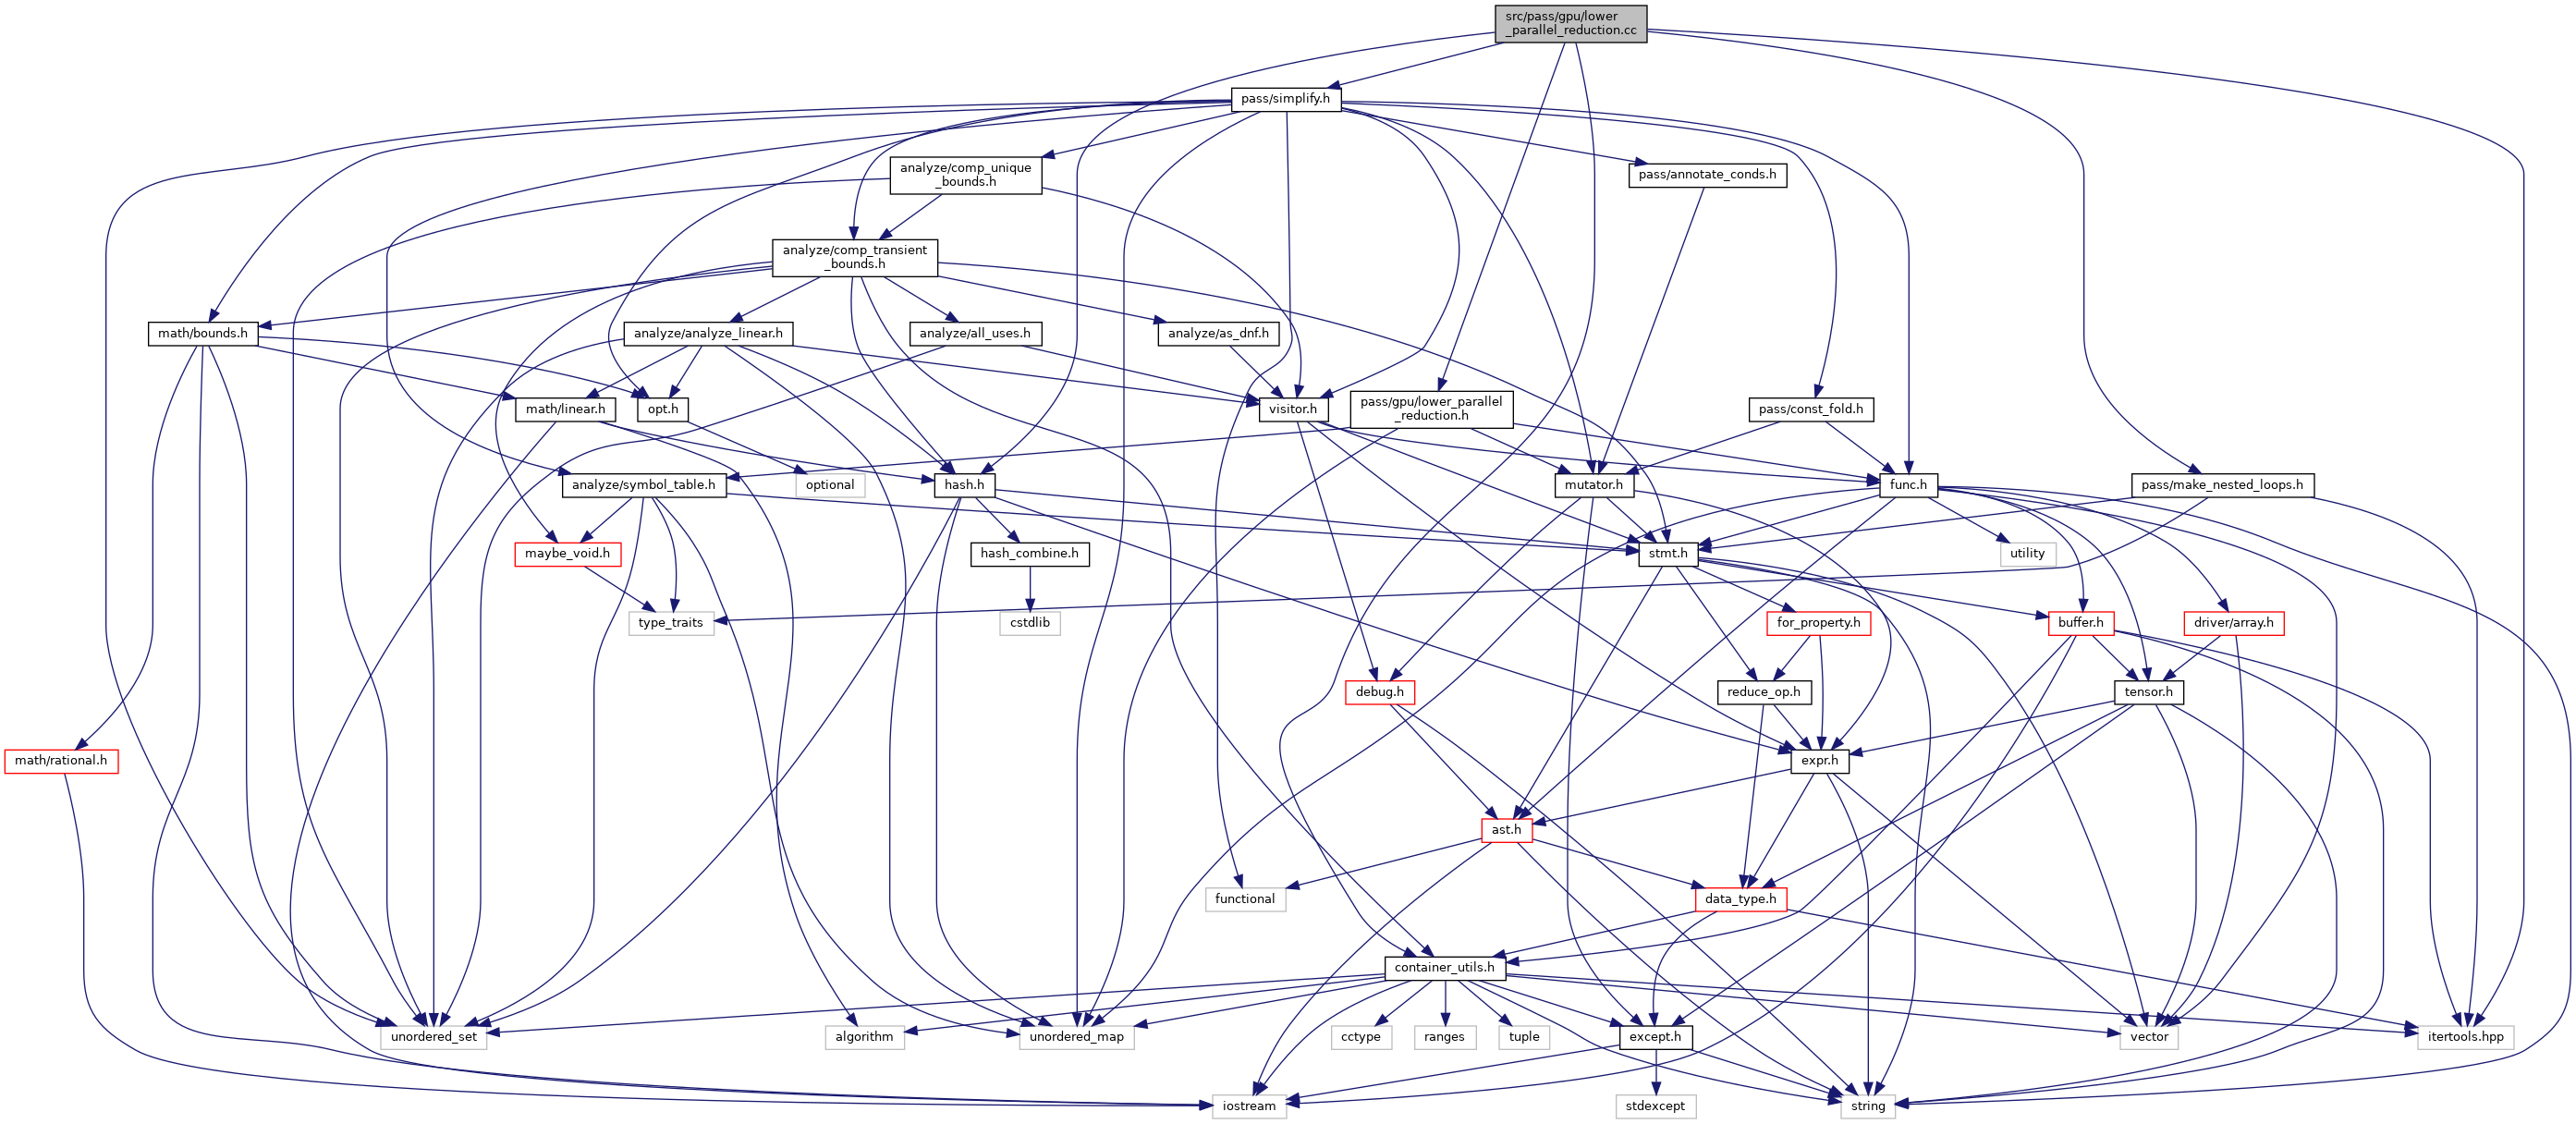 src/pass/gpu/lower
_parallel_reduction.cc
pass/simplify.h
analyze/comp_unique
_bounds.h
pass/annotate_conds.h
analyze/comp_transient
_bounds.h
math/bounds.h
analyze/analyze_linear.h
analyze/all_uses.h
analyze/as_dnf.h
math/linear.h
opt.h
visitor.h
pass/gpu/lower_parallel
_reduction.h
pass/const_fold.h
analyze/symbol_table.h
optional
hash.h
mutator.h
func.h
pass/make_nested_loops.h
maybe_void.h
hash_combine.h
stmt.h
utility
type_traits
cstdlib
for_property.h
buffer.h
driver/array.h
debug.h
reduce_op.h
tensor.h
math/rational.h
expr.h
ast.h
functional
data_type.h
container_utils.h
unordered_set
algorithm
unordered_map
cctype
ranges
tuple
except.h
vector
itertools.hpp
iostream
stdexcept
string